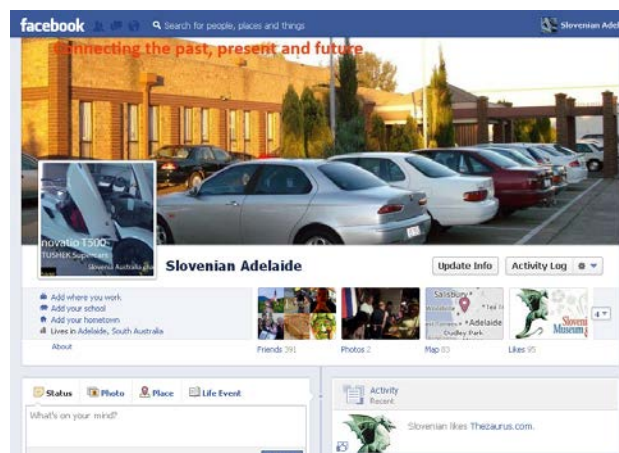 facebook
Search for people, places and things
Slovenian Adel
Connecting the past, present and future
novatio T500
TUSHEK Supercars
Slovenian Adelaide
Update Info
Activity Log
Add where you work
Add your school
Add your hometown
Lives in Adelaide, South Australia
About
Salisbury
Adelaide
Dudley Park
Friends 391
Photos 2
Map 83
Likes 95
Museum
4
Status
Photo
Place
Life Event
What's on your mind?
Activity
Recent
Slovenian likes Thezaurus.com.